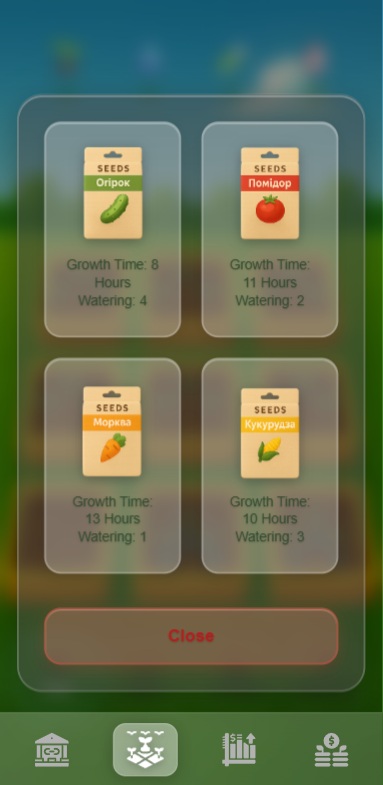 SEEDS
Огірок
Growth Time: 8
Hours
Watering: 4
SEEDS
Помідор
Growth Time:
11 Hours
Watering: 2
SEEDS
Морква
Growth Time:
13 Hours
Watering: 1
SEEDS
Кукурудза
Growth Time:
10 Hours
Watering: 3
Close